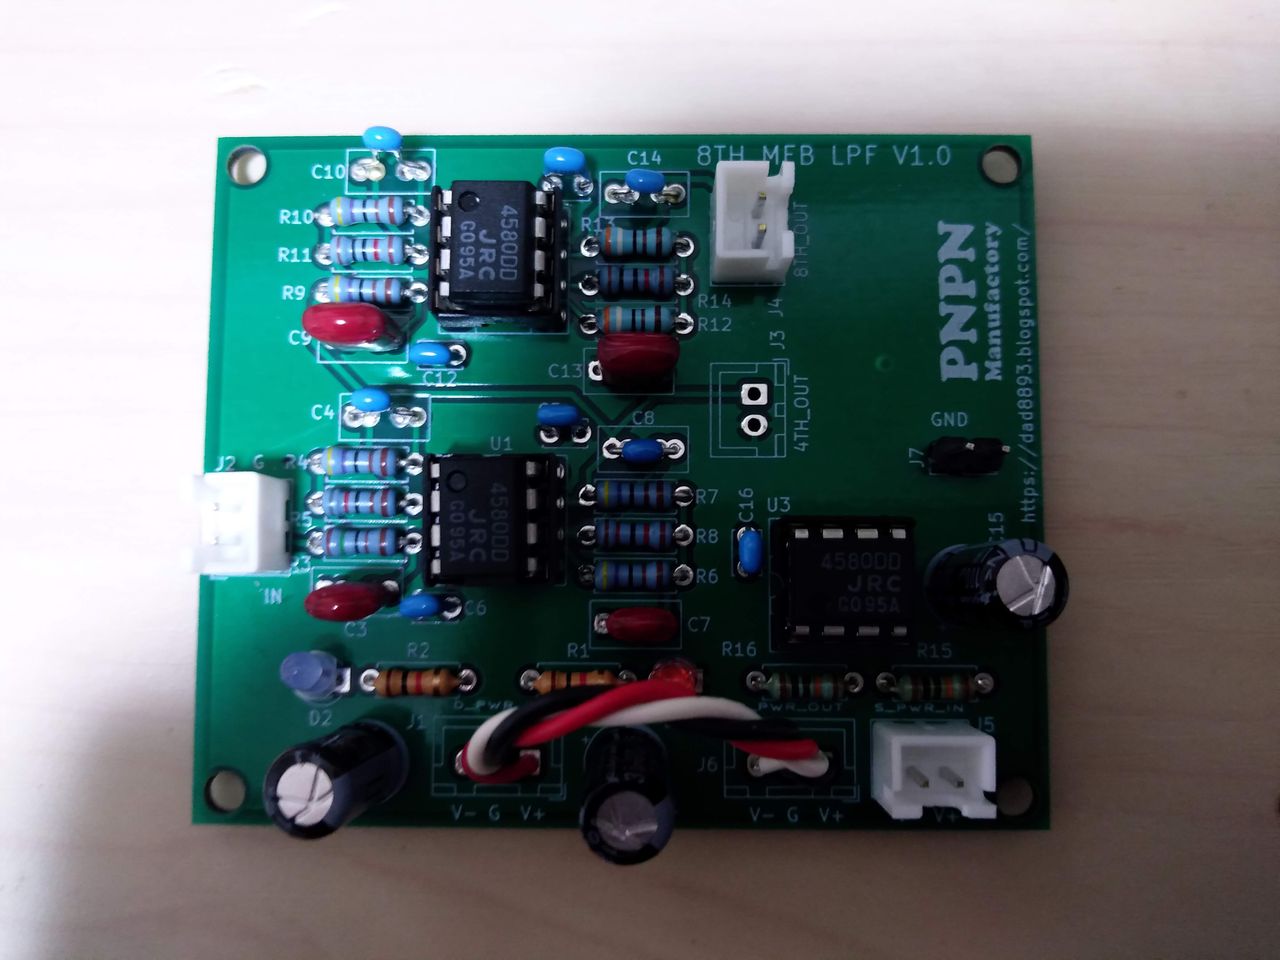 8TH MFB LPF V1.0
C10
C14
R10
R13
4580DD
JRC
G095A
R11
8TH_OUT
PNPN
Manufactory
https://dad8893.blogspot.com/
R9
R14
J4
R12
C9
J3
C12
C13
C4
4TH_OUT
C8
GND
U1
J7
J2 G R4
4580DD
JRC
G095A
R7
C16
U3
R5
R8
C15
4580DD
JRC
G095A
R3
R6
IN
C6
C3
C7
R2
R1
R16
R15
D_PWR
PWR_OUT
S_PWR_IN
D2
J1
J5
J6
V- G V+
V- G V+
V+